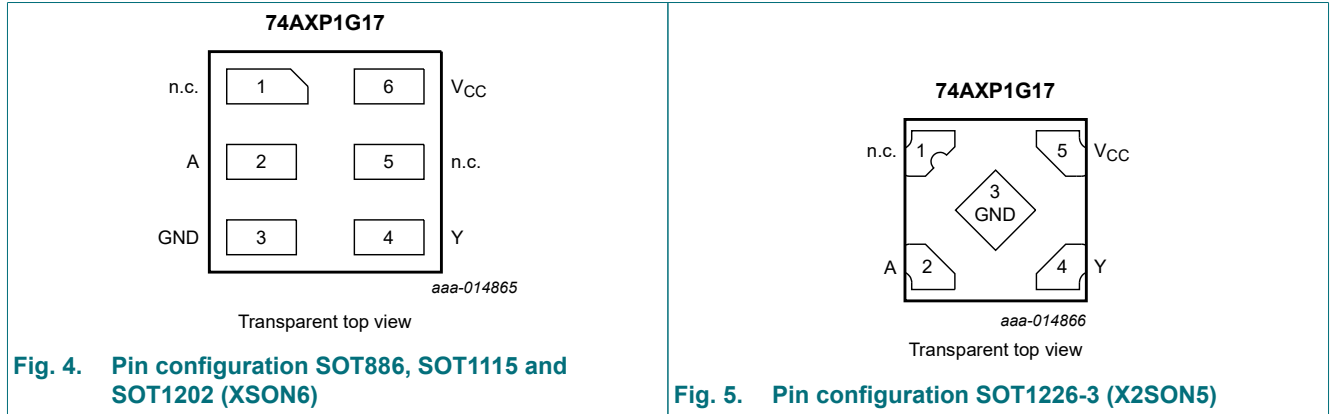 74AXP1G17
n.c. 1 6 VCC
A 2 5 n.c.
GND 3 4 Y
aaa-014865
Transparent top view
Fig. 4. Pin configuration SOT886, SOT1115 and
SOT1202 (XSON6)
74AXP1G17
n.c. 1 5 VCC
3
GND
A 2 4 Y
aaa-014866
Transparent top view
Fig. 5. Pin configuration SOT1226-3 (X2SON5)